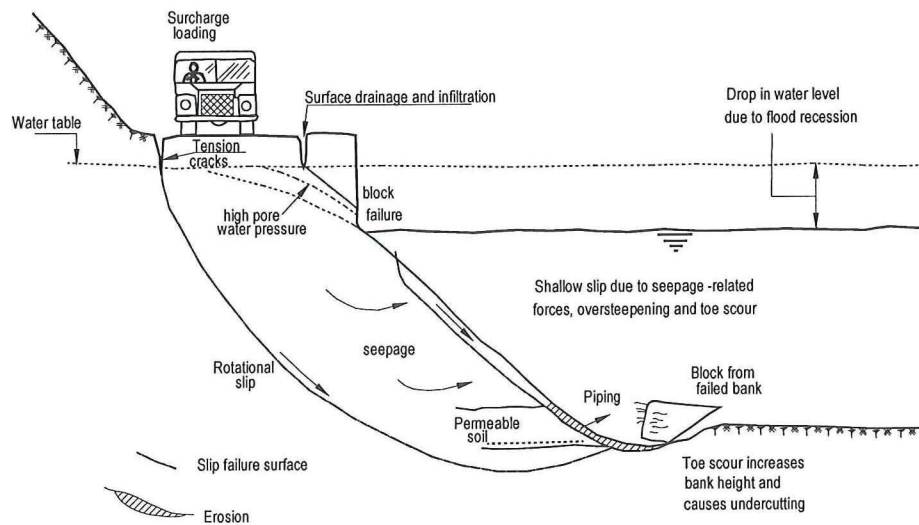 Surcharge
loading
Surface drainage and infiltration
Drop in water level
due to flood recession
Water table
Tension
cracks
block
failure
high pore
water pressure
Shallow slip due to seepage -related
forces, oversteepening and toe scour
seepage
Rotational
slip
Piping
Block from
failed bank
Permeable
soil
Slip failure surface
Toe scour increases
bank height and
causes undercutting
Erosion